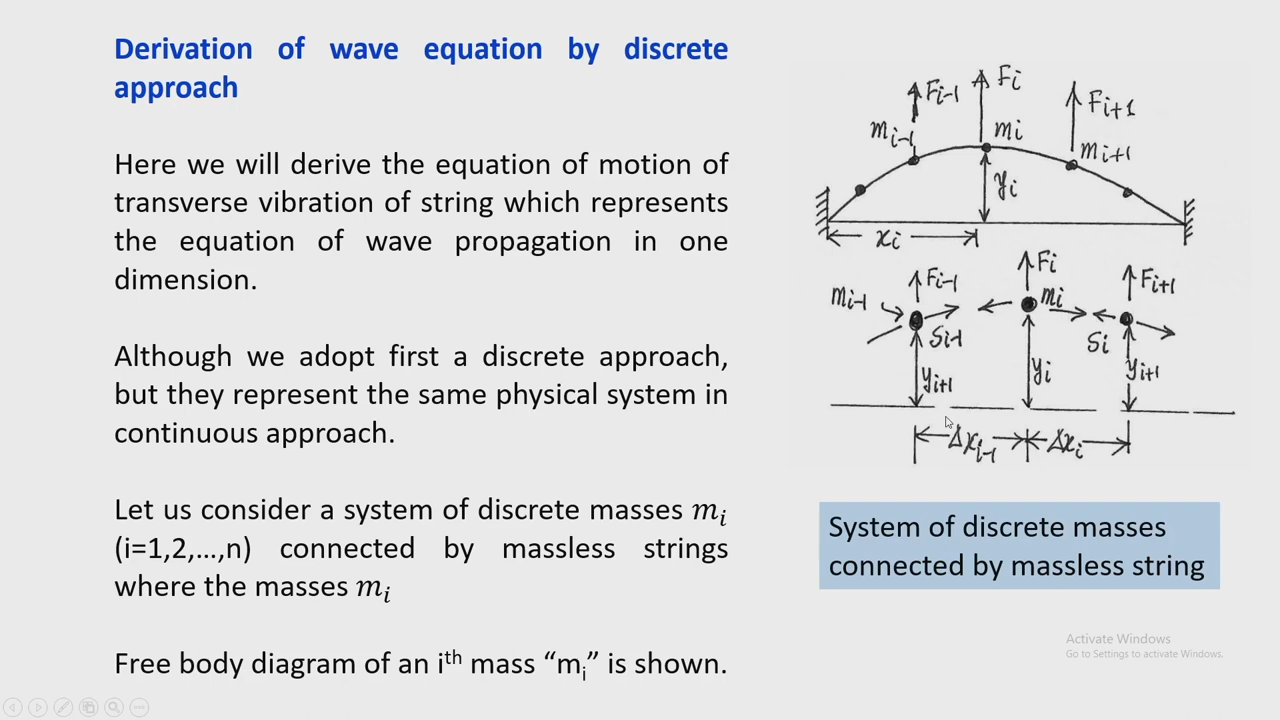 Derivation of wave equation by discrete
approach
Here we will derive the equation of motion of
transverse vibration of string which represents
the equation of wave propagation in one
dimension.
Although we adopt first a discrete approach,
but they represent the same physical system in
continuous approach.
Let us consider a system of discrete masses mᵢ
(i=1,2,...,n) connected by massless strings
where the masses mᵢ
Free body diagram of an iᵗʰ mass “mᵢ” is shown.
Fi-1 Fi Fi+1
mi-1 mi mi+1
yi
xi
Fi-1 Fi Fi+1
mi-1 mi
Si-1 Si
yi+1 yi yi+1
Δxi-1 Δxi
System of discrete masses
connected by massless string
Activate Windows
Go to Settings to activate Windows.